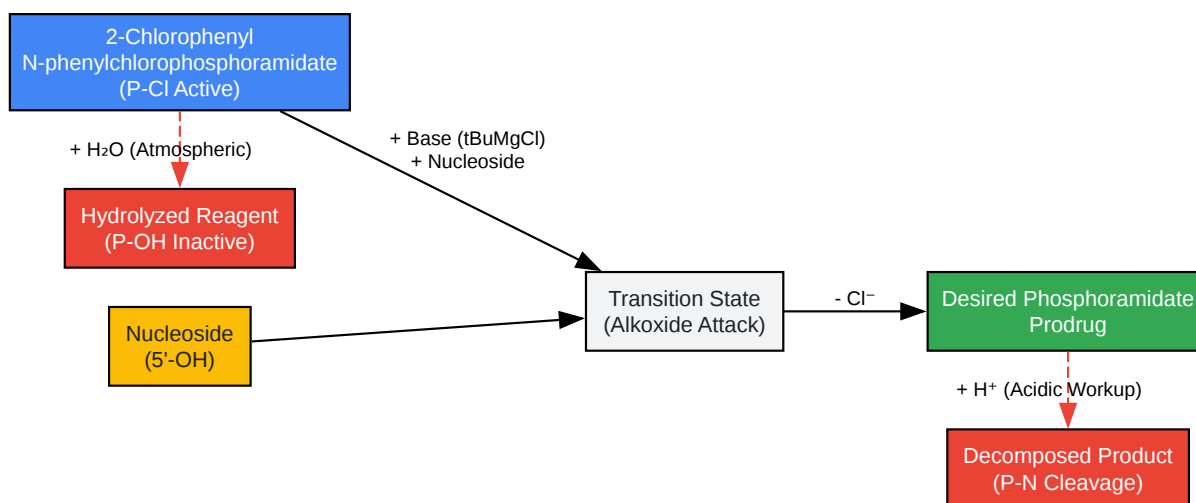 2-Chlorophenyl
N-phenylchlorophosphoramidate
(P-Cl Active)
+ H₂O (Atmospheric)
+ Base (tBuMgCl)
+ Nucleoside
Hydrolyzed Reagent
(P-OH Inactive)
Nucleoside
(5'-OH)
Transition State
(Alkoxide Attack)
- Cl⁻
Desired Phosphoramidate
Prodrug
+ H⁺ (Acidic Workup)
Decomposed Product
(P-N Cleavage)